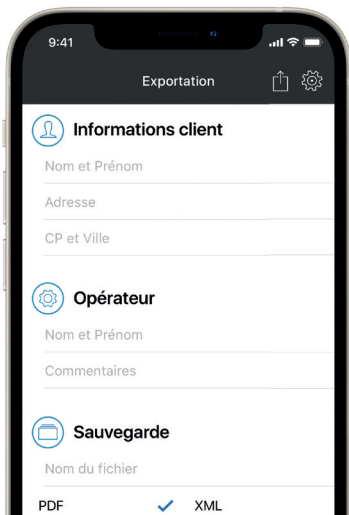 9:41
Exportation
Informations client
Nom et Prénom
Adresse
CP et Ville
Opérateur
Nom et Prénom
Commentaires
Sauvegarde
Nom du fichier
PDF XML